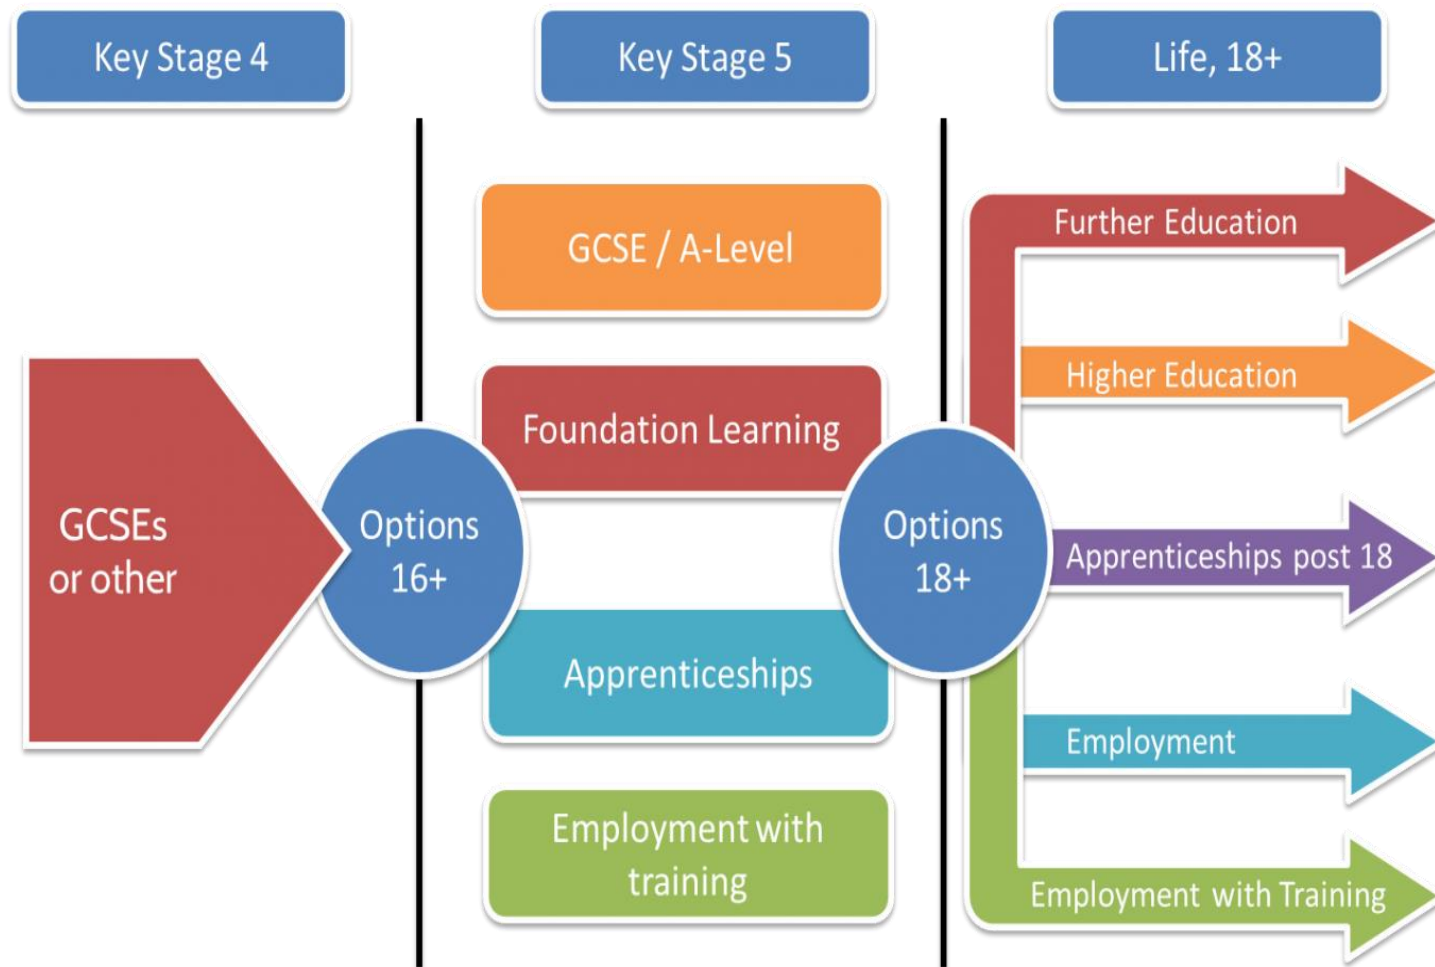 Key Stage 4
Key Stage 5
Life, 18+
GCSEs
or other
Options
16+
GCSE / A-Level
Foundation Learning
Apprenticeships
Employment with
training
Options
18+
Further Education
Higher Education
Apprenticeships post 18
Employment
Employment with Training